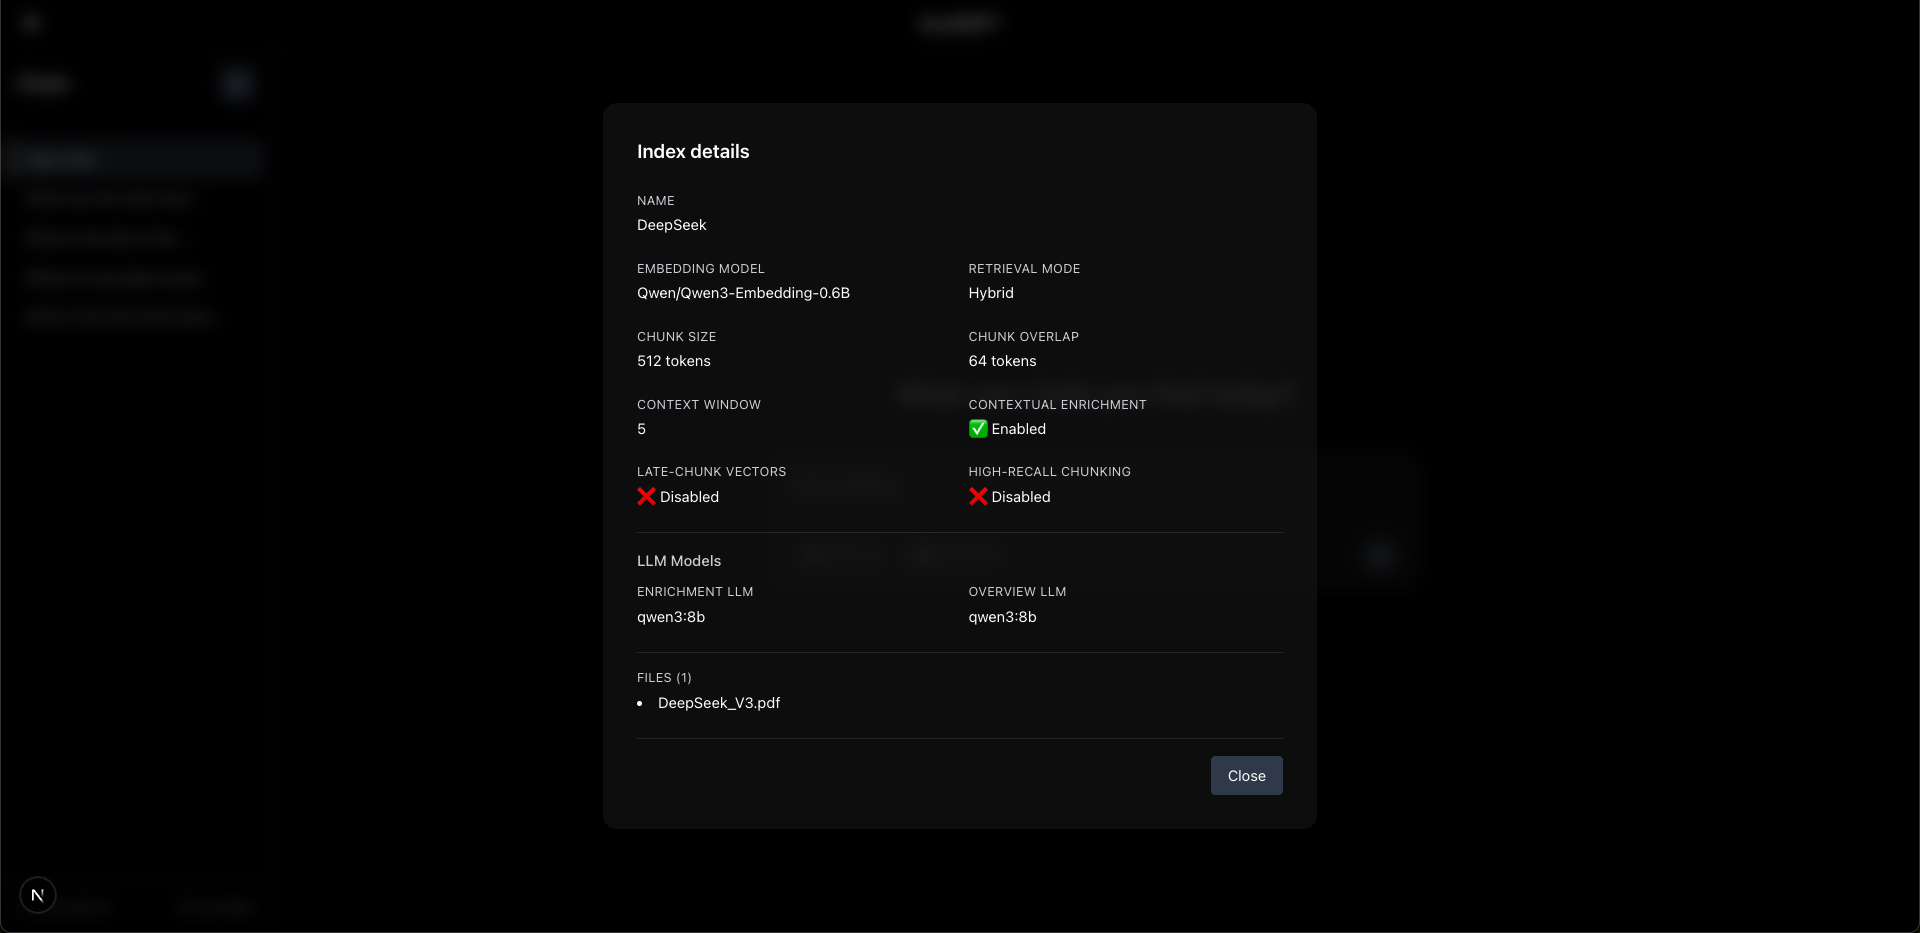 Index details
NAME
DeepSeek
EMBEDDING MODEL
Qwen/Qwen3-Embedding-0.6B
RETRIEVAL MODE
Hybrid
CHUNK SIZE
512 tokens
CHUNK OVERLAP
64 tokens
CONTEXT WINDOW
5
CONTEXTUAL ENRICHMENT
✅ Enabled
LATE-CHUNK VECTORS
❌ Disabled
HIGH-RECALL CHUNKING
❌ Disabled
LLM Models
ENRICHMENT LLM
qwen3:8b
OVERVIEW LLM
qwen3:8b
FILES (1)
• DeepSeek_V3.pdf
Close
N